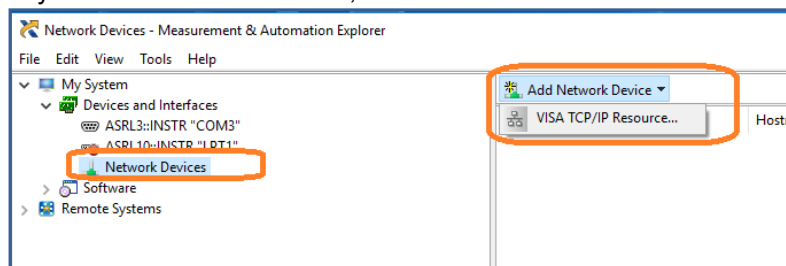 Network Devices - Measurement & Automation Explorer
File Edit View Tools Help
My System
Devices and Interfaces
ASRL3::INSTR "COM3"
ASRL10::INSTR "LPT1"
Network Devices
Software
Remote Systems
Add Network Device
VISA TCP/IP Resource...
Host